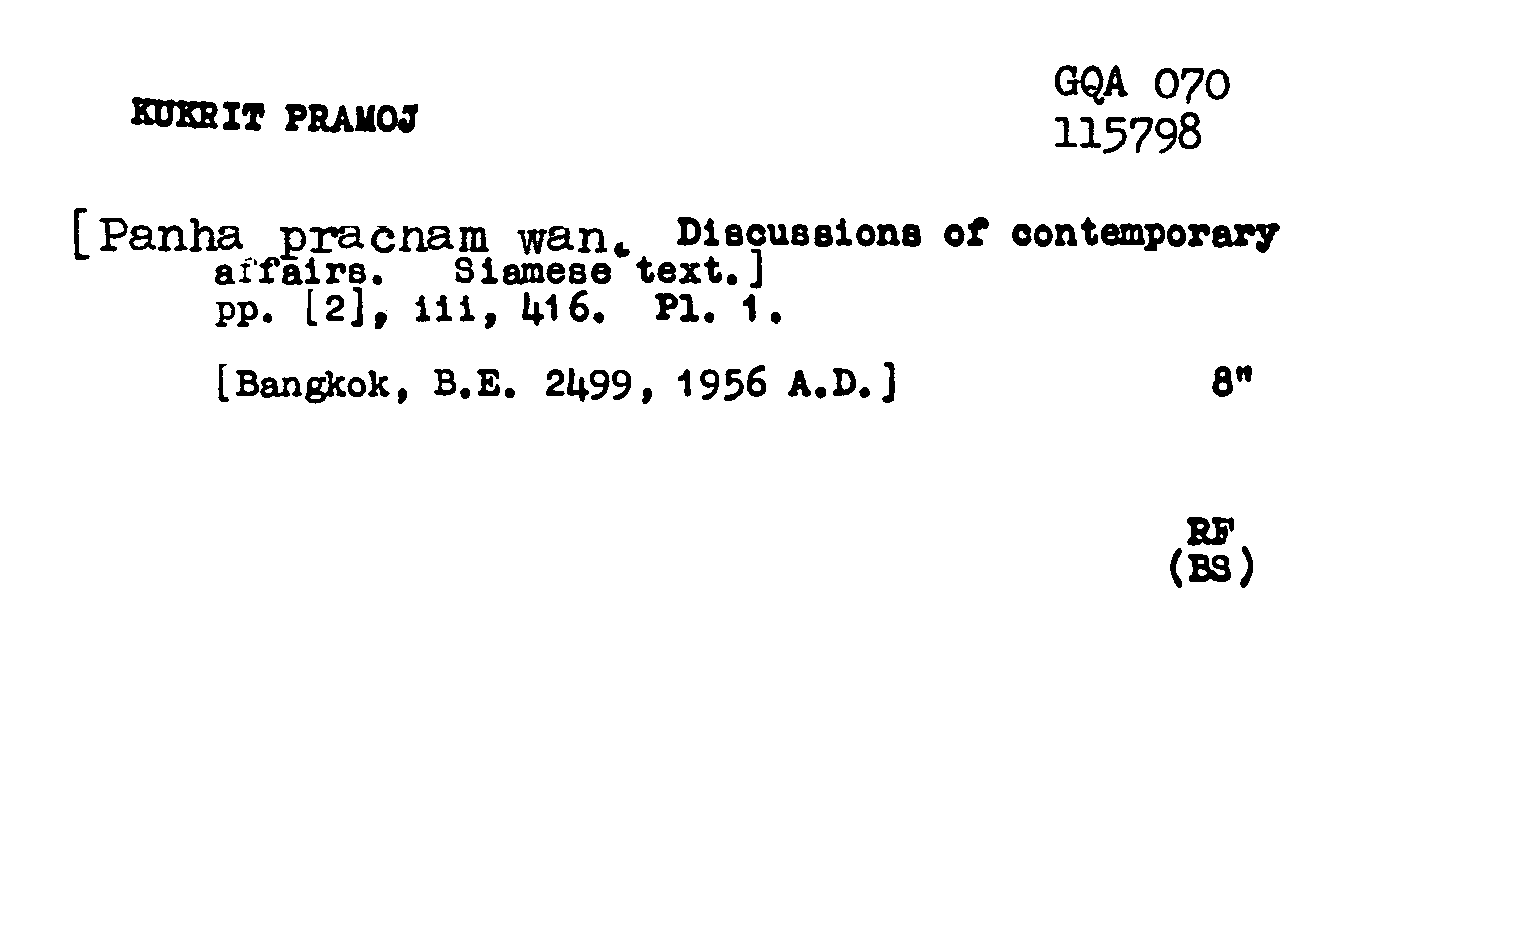 KUKRIT PRAMOJ
GQA 070
115798
[Panha pracnam wan. Discussions of contemporary
affairs. Siamese text.]
pp. [2], iii, 416. Pl. 1.
[Bangkok, B.E. 2499, 1956 A.D.] 8"
RF
(BS)